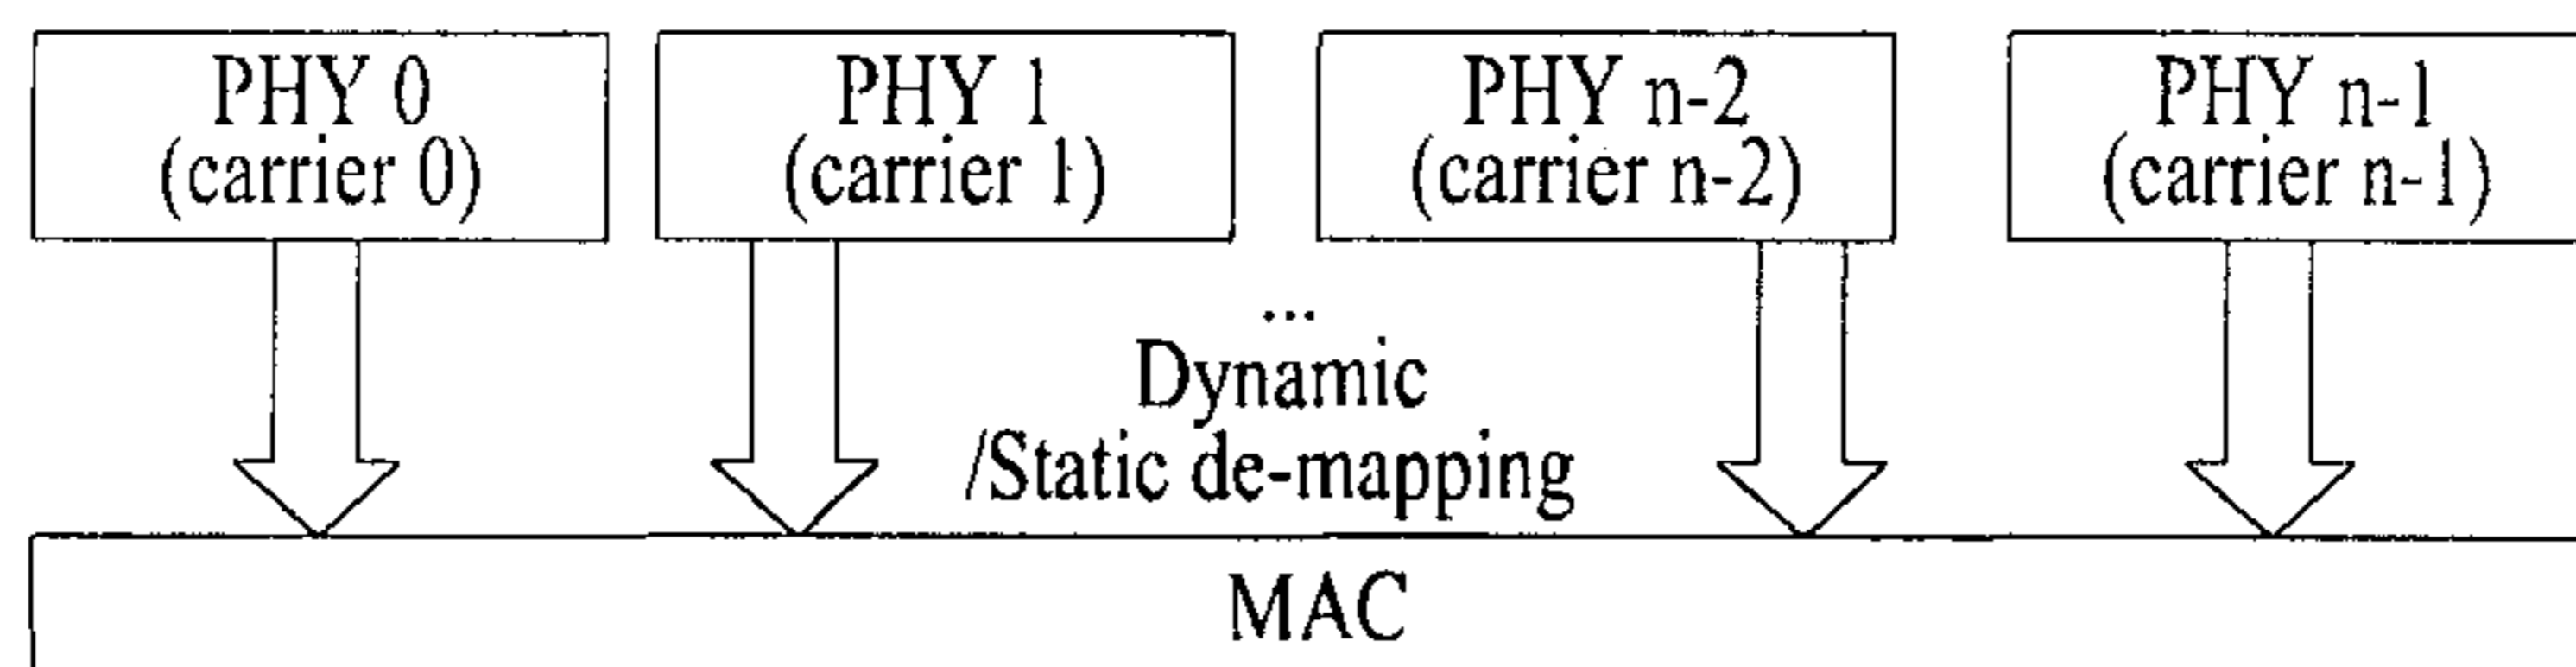 PHY 0
(carrier 0)
PHY 1
(carrier 1)
PHY n-2
(carrier n-2)
PHY n-1
(carrier n-1)
...
Dynamic
/Static de-mapping
MAC